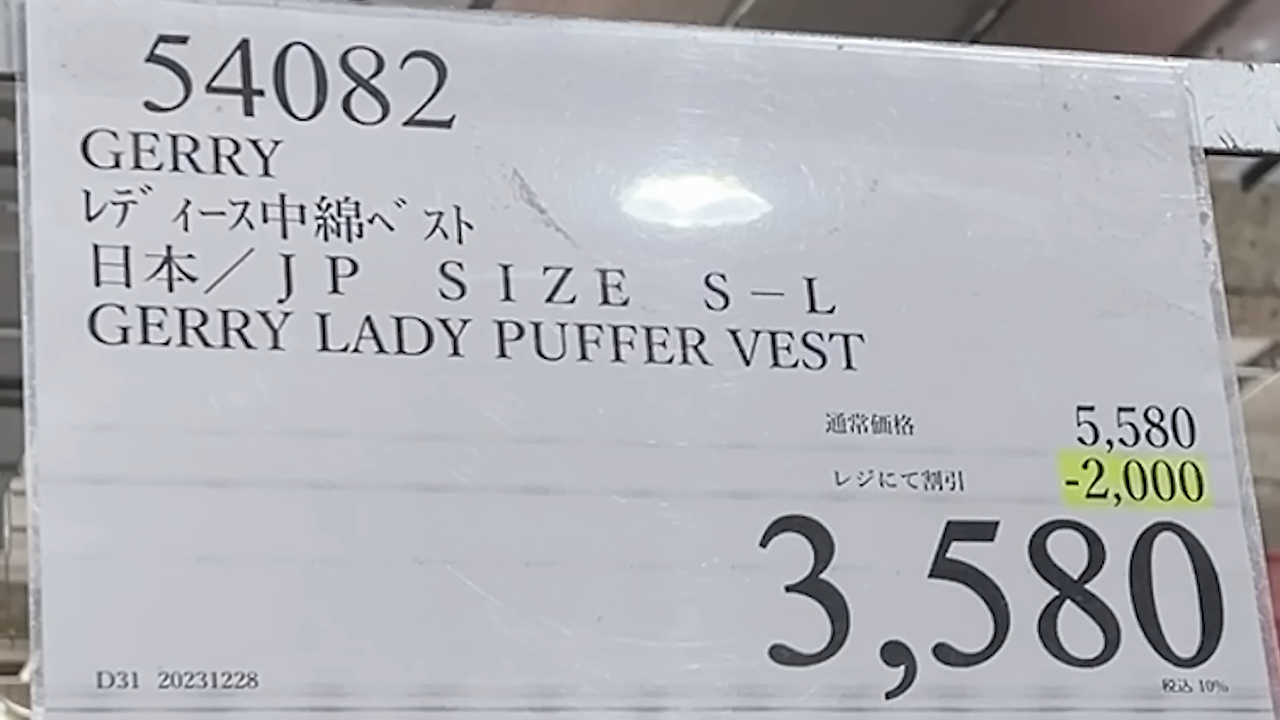 54082
GERRY
レディース中綿ベスト
日本／ＪＰ　ＳＩＺＥ　Ｓ－Ｌ
GERRY LADY PUFFER VEST
通常価格 5,580
レジにて割引 -2,000
3,580
D31 20231228 税込 10%